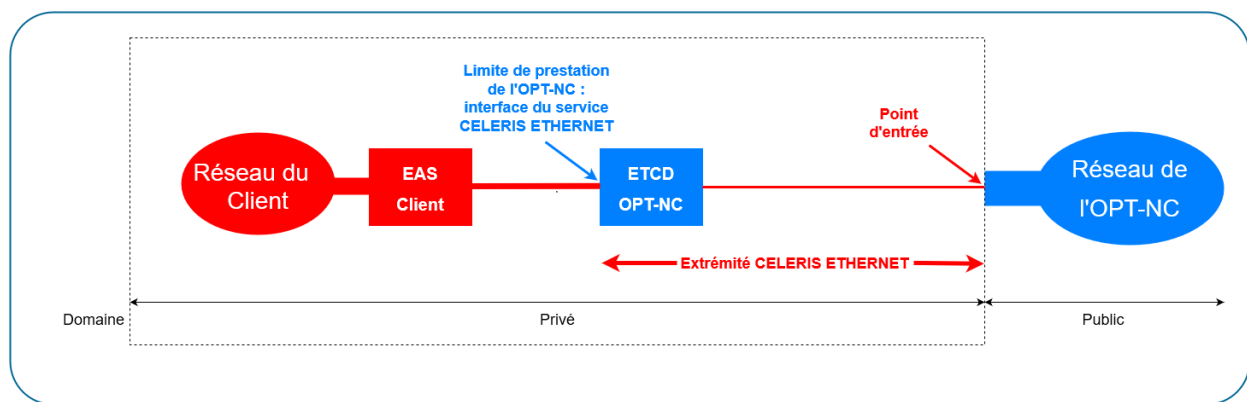 Limite de prestation
de l'OPT-NC :
interface du service
CELERIS ETHERNET
Point
d'entrée
Réseau du
Client
EAS
Client
ETCD
OPT-NC
Réseau de
l'OPT-NC
Extrémité CELERIS ETHERNET
Domaine
Privé
Public